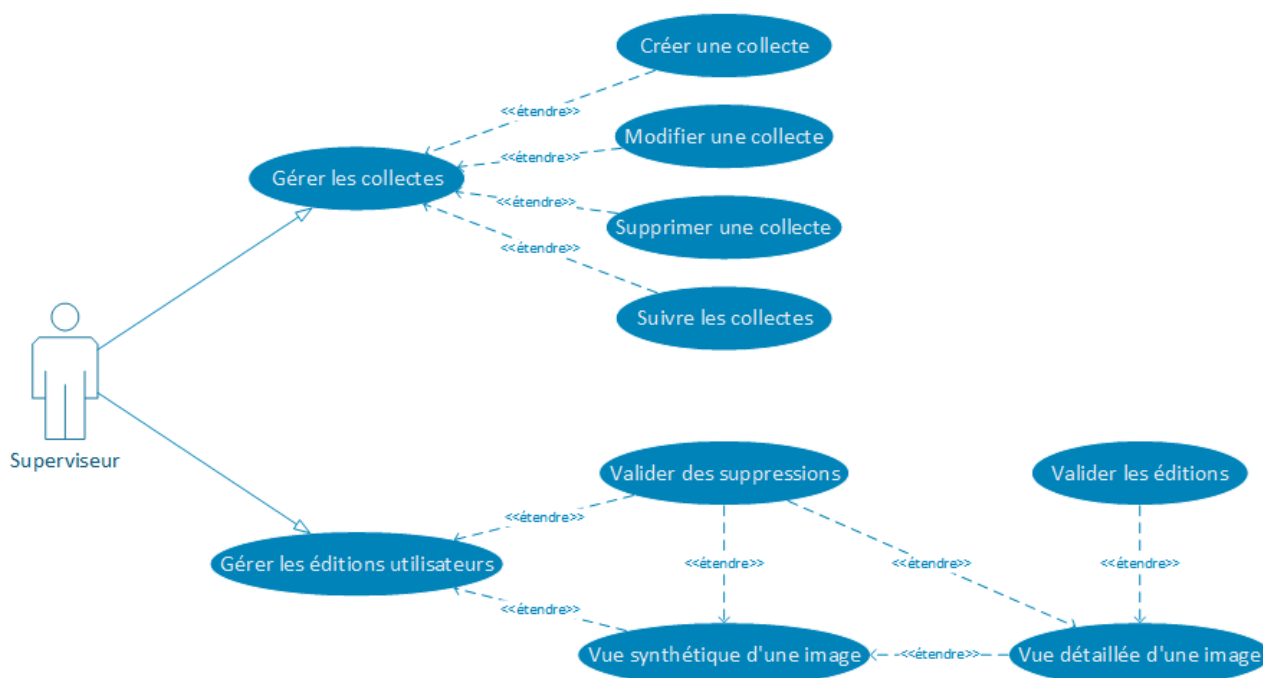 Créer une collecte
<<étendre>>
Modifier une collecte
<<étendre>>
Gérer les collectes
<<étendre>>
Supprimer une collecte
<<étendre>>
Suivre les collectes
Superviseur
Valider des suppressions
Valider les éditions
<<étendre>>
Gérer les éditions utilisateurs
<<étendre>>
<<étendre>>
<<étendre>>
<<étendre>>
Vue synthétique d'une image
<<étendre>>
Vue détaillée d'une image